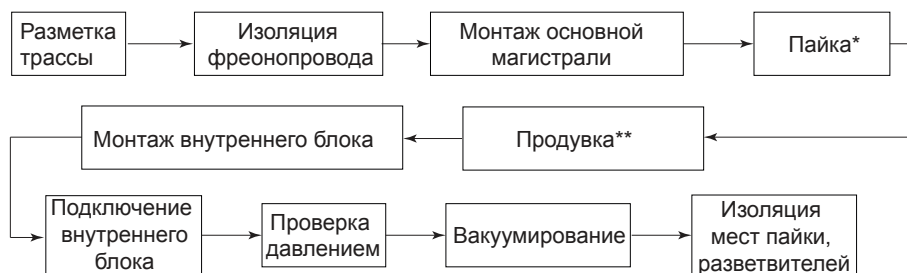 Разметка
трассы
Изоляция
фреонопровода
Монтаж основной
магистрали
Пайка*
Монтаж внутреннего блока
Продувка**
Подключение
внутреннего
блока
Проверка
давлением
Вакуумирование
Изоляция
мест пайки,
разветвителей